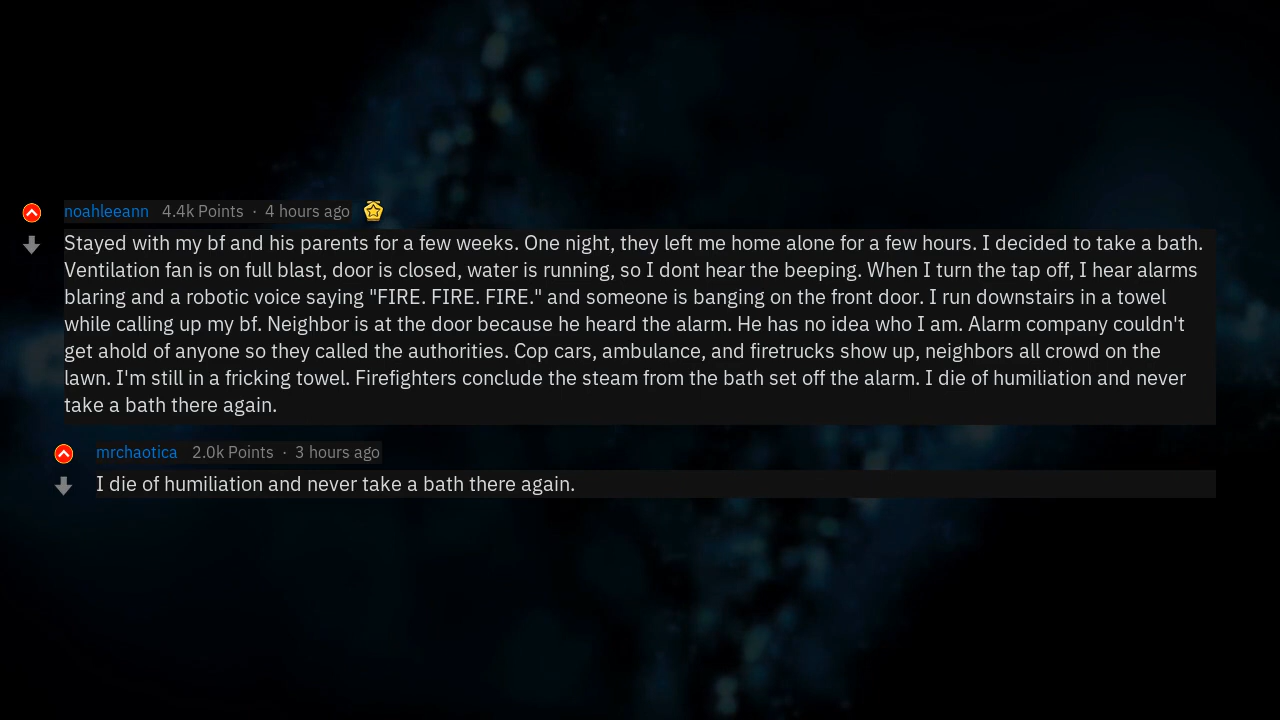 noahleeann 4.4k Points · 4 hours ago
Stayed with my bf and his parents for a few weeks. One night, they left me home alone for a few hours. I decided to take a bath.
Ventilation fan is on full blast, door is closed, water is running, so I dont hear the beeping. When I turn the tap off, I hear alarms
blaring and a robotic voice saying "FIRE. FIRE. FIRE." and someone is banging on the front door. I run downstairs in a towel
while calling up my bf. Neighbor is at the door because he heard the alarm. He has no idea who I am. Alarm company couldn't
get ahold of anyone so they called the authorities. Cop cars, ambulance, and firetrucks show up, neighbors all crowd on the
lawn. I'm still in a fricking towel. Firefighters conclude the steam from the bath set off the alarm. I die of humiliation and never
take a bath there again.
mrchaotica 2.0k Points · 3 hours ago
I die of humiliation and never take a bath there again.